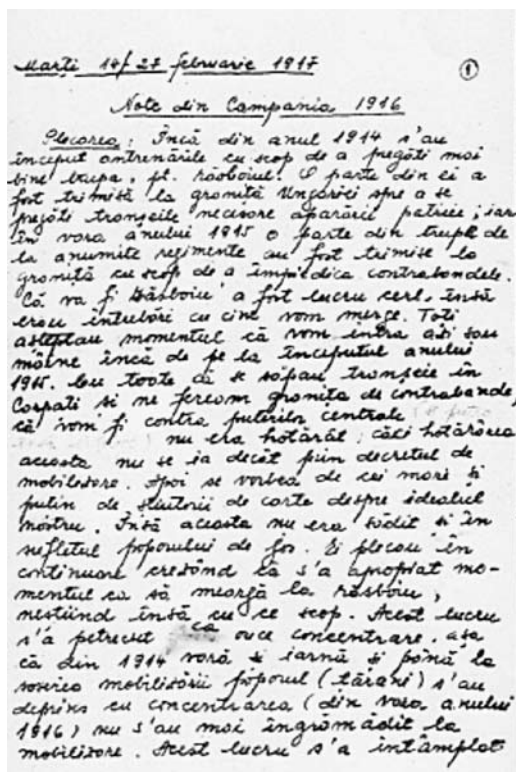 Marți 14/27 februarie 1917
1
Note din Campania 1916
Plecarea: Încă din anul 1914 s'au
început antrenările cu scop de a pregăti mai
bine trupa, pt. războiul. O parte din ei a
fost trimisă la graniță Ungariei spre a se
pregăti tranșeile necesare apărării patriei; iar
în vara anului 1915 o parte din trupele de
la anumite regimente au fost trimise la
graniță cu scop de a împiedica contrabandele.
Că va fi Războiu a fost lucru cert, însă
erau întrebări cu cine vom merge. Toți
așteptau momentul că vom intra azi sau
mâine încă de pe la începutul anului
1915. Cu toate că se săpau tranșeie în
Carpați si ne feream granița de contrabande,
că vom fi contra puterilor centrale
nu era hotărât; căci hotărârea
aceasta nu se ia decât prin decretul de
mobilizare. Apoi se vorbea de cei mari și
puțin de știutorii de carte despre idealul
nostru. Însă aceasta nu era sădit și în
sufletul poporului de jos. Ei plecau în
continuare crezând că s'a apropiat mo-
mentul ca să meargă la răsboiu,
neștiind însă cu ce scop. Acest lucru
s'a petrecut ca orice concentrare, așa
că din 1914 vară și iarnă și până la
sosirea mobilizării poporul (țărani) s'au
deprins cu concentrarea (din vara anului
1916) nu s'au mai îngrămădit la
mobilizare. Acest lucru s'a întâmplat